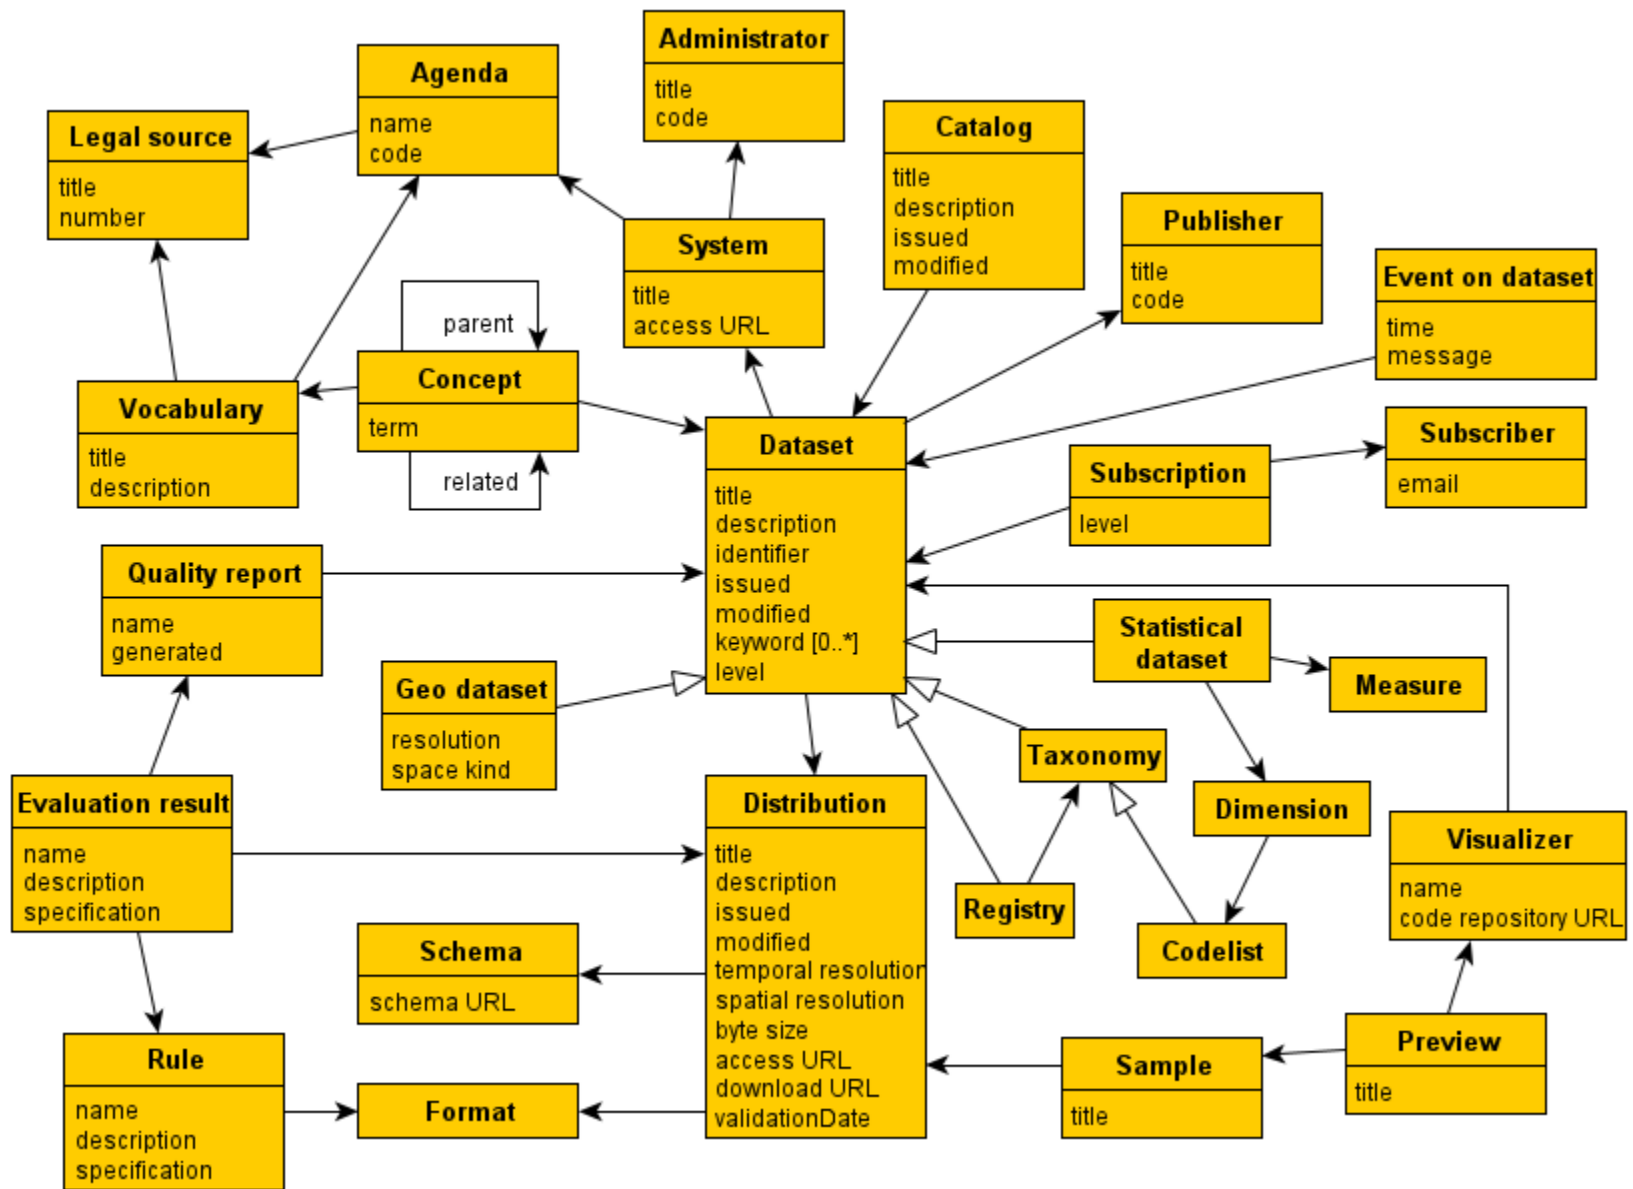 Administrator
title
code
Agenda
name
code
Legal source
title
number
Catalog
title
description
issued
modified
Publisher
title
code
System
title
access URL
Event on dataset
time
message
parent
Concept
term
related
Vocabulary
title
description
Dataset
title
description
identifier
issued
modified
keyword [0..*]
level
Subscriber
email
Subscription
level
Quality report
name
generated
Statistical
dataset
Measure
Geo dataset
resolution
space kind
Taxonomy
Dimension
Evaluation result
name
description
specification
Distribution
title
description
issued
modified
temporal resolution
spatial resolution
byte size
access URL
download URL
validationDate
Visualizer
name
code repository URL
Registry
Codelist
Schema
schema URL
Rule
name
description
specification
Format
Sample
title
Preview
title